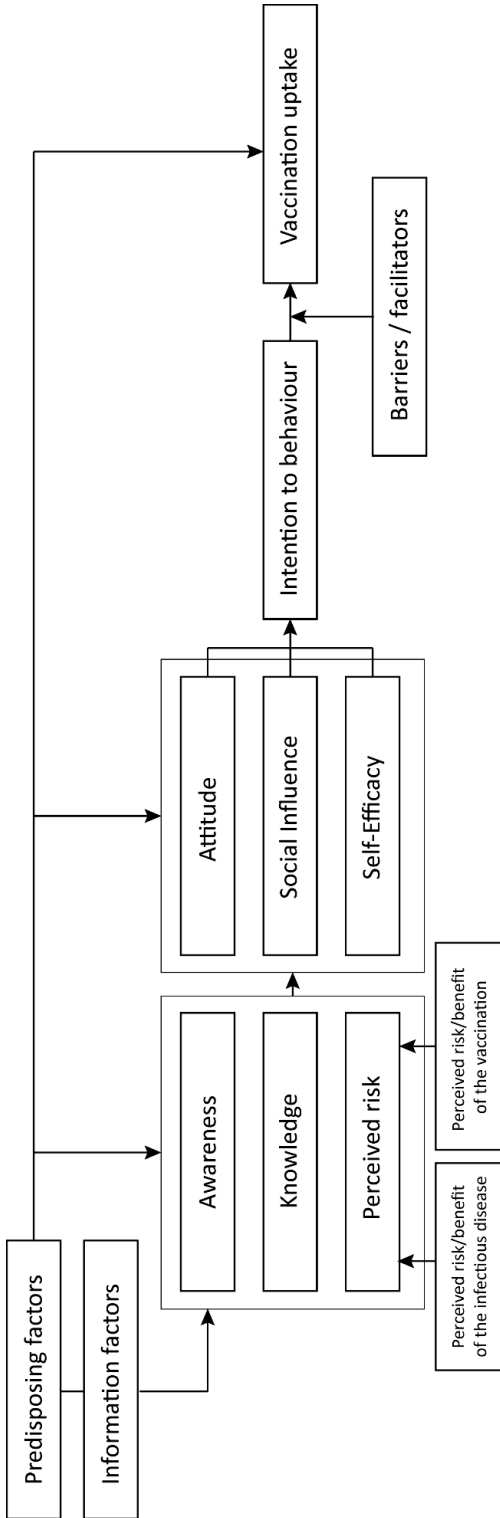 Predisposing factors
Information factors
Awareness
Knowledge
Perceived risk
Perceived risk/benefit
of the infectious disease
Perceived risk/benefit
of the vaccination
Attitude
Social Influence
Self-Efficacy
Intention to behaviour
Barriers / facilitators
Vaccination uptake